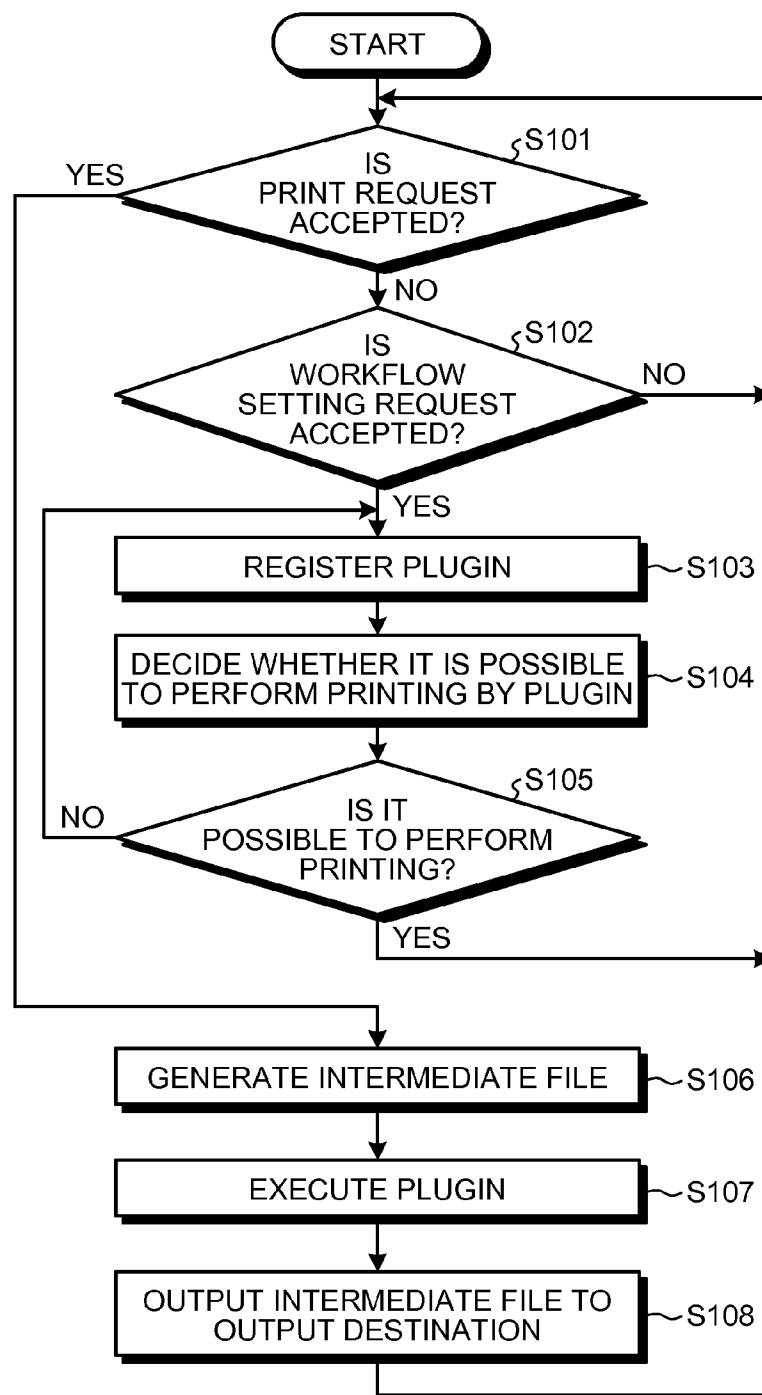 START
S101
YES
IS
PRINT REQUEST
ACCEPTED?
NO
S102
IS
WORKFLOW
SETTING REQUEST
ACCEPTED?
NO
YES
REGISTER PLUGIN
S103
DECIDE WHETHER IT IS POSSIBLE
TO PERFORM PRINTING BY PLUGIN
S104
S105
NO
IS IT
POSSIBLE TO PERFORM
PRINTING?
YES
GENERATE INTERMEDIATE FILE
S106
EXECUTE PLUGIN
S107
OUTPUT INTERMEDIATE FILE TO
OUTPUT DESTINATION
S108